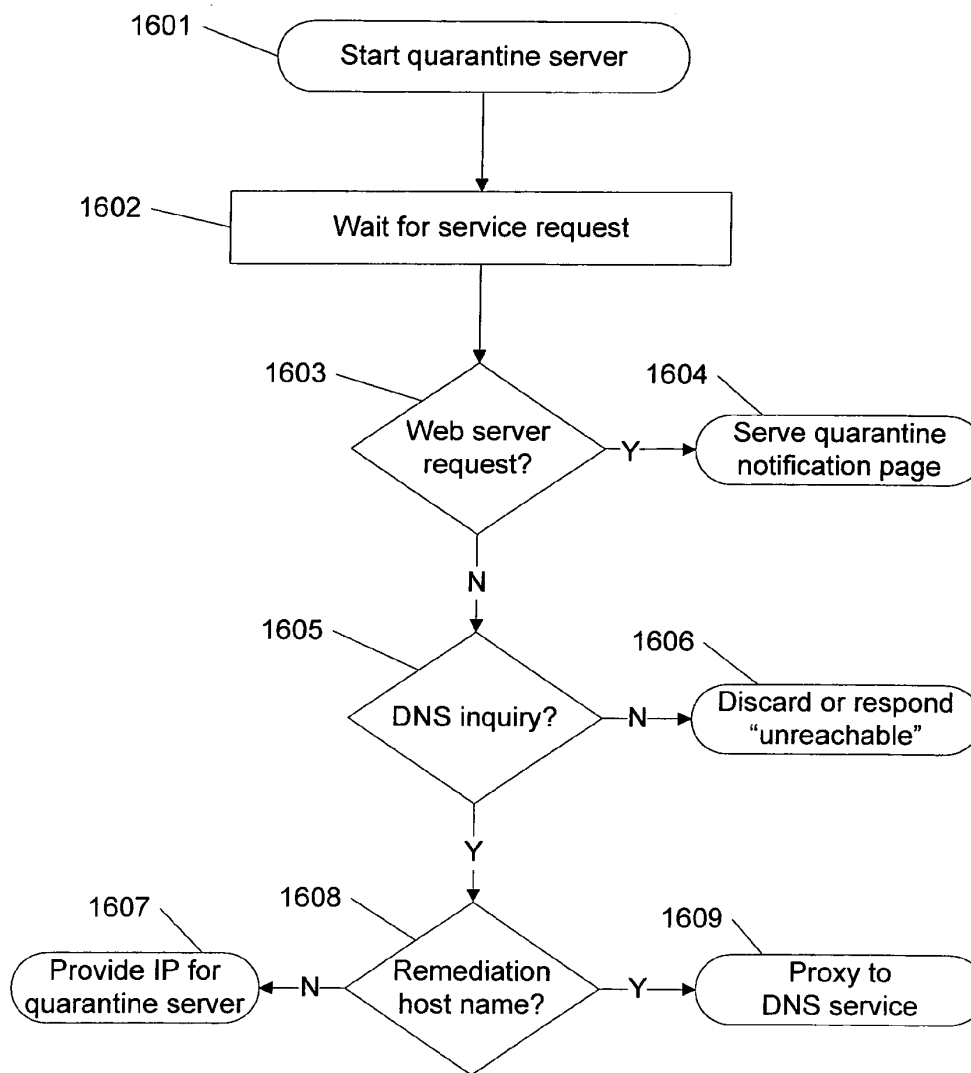 1601
Start quarantine server
1602
Wait for service request
1603
Web server
request?
Y
1604
Serve quarantine
notification page
N
1605
DNS inquiry?
N
1606
Discard or respond
“unreachable”
Y
1607
Provide IP for
quarantine server
N
1608
Remediation
host name?
Y
1609
Proxy to
DNS service